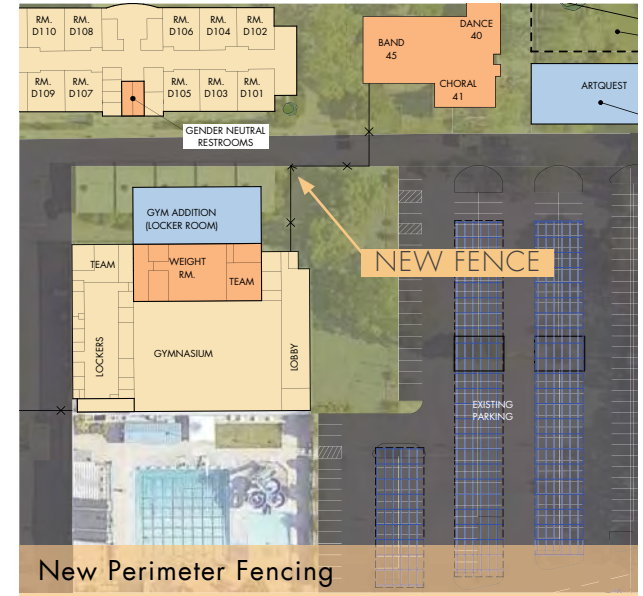 RM.
D110
RM.
D108
RM.
D106
RM.
D104
RM.
D102
RM.
D109
RM.
D107
RM.
D105
RM.
D103
RM.
D101
GENDER NEUTRAL
RESTROOMS
BAND
45
DANCE
40
CHORAL
41
ARTQUEST
GYM ADDITION
(LOCKER ROOM)
NEW FENCE
TEAM
WEIGHT
RM.
TEAM
LOCKERS
GYMNASIUM
LOBBY
EXISTING
PARKING
New Perimeter Fencing